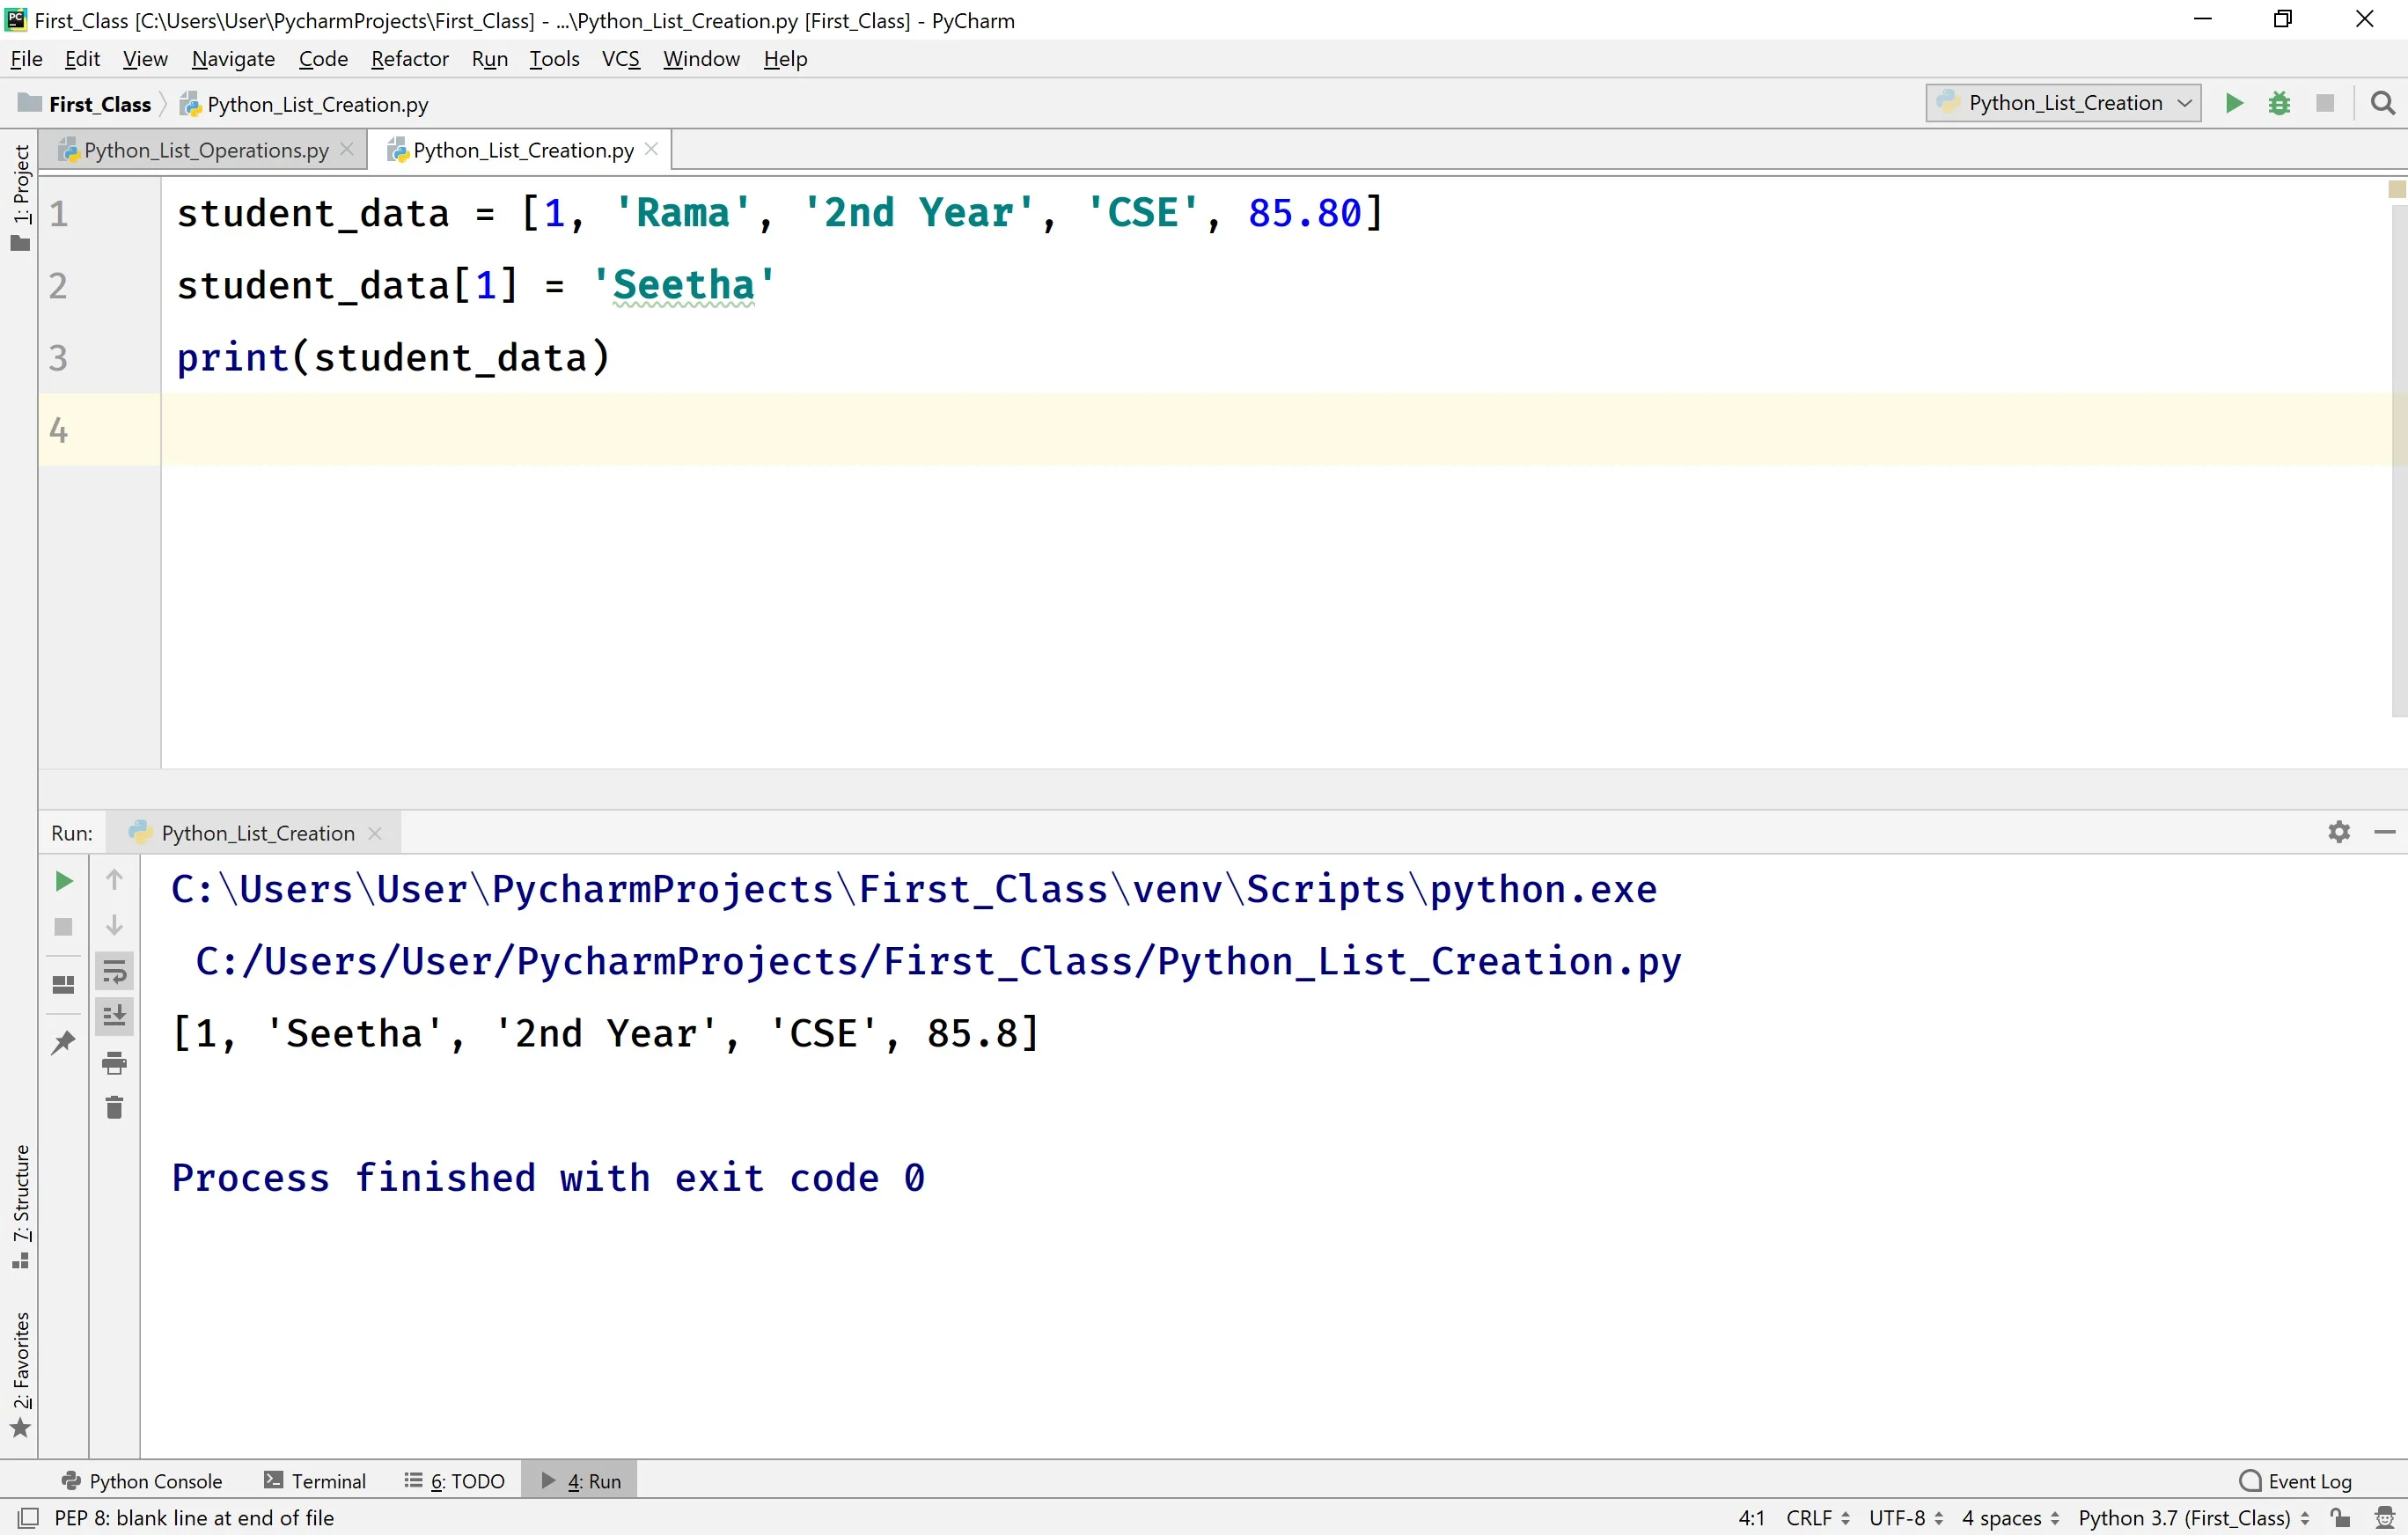 First_Class [C:\Users\User\PycharmProjects\First_Class] - ...\Python_List_Creation.py [First_Class] - PyCharm
File Edit View Navigate Code Refactor Run Tools VCS Window Help
First_Class Python_List_Creation.py Python_List_Creation
Python_List_Operations.py Python_List_Creation.py
1: Project
1 student_data = [1, 'Rama', '2nd Year', 'CSE', 85.80]
2 student_data[1] = 'Seetha'
3 print(student_data)
4
Run: Python_List_Creation
C:\Users\User\PycharmProjects\First_Class\venv\Scripts\python.exe
C:/Users/User/PycharmProjects/First_Class/Python_List_Creation.py
[1, 'Seetha', '2nd Year', 'CSE', 85.8]
Process finished with exit code 0
7: Structure
2: Favorites
Python Console Terminal 6: TODO 4: Run Event Log
PEP 8: blank line at end of file 4:1 CRLF UTF-8 4 spaces Python 3.7 (First_Class)